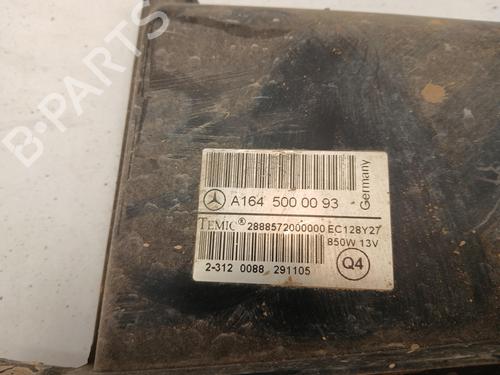 B-PARTS
A164 500 00 93
Germany
TEMIC® 2888572000000 EC128Y27
850W 13V
2-312 0088 291105
Q4